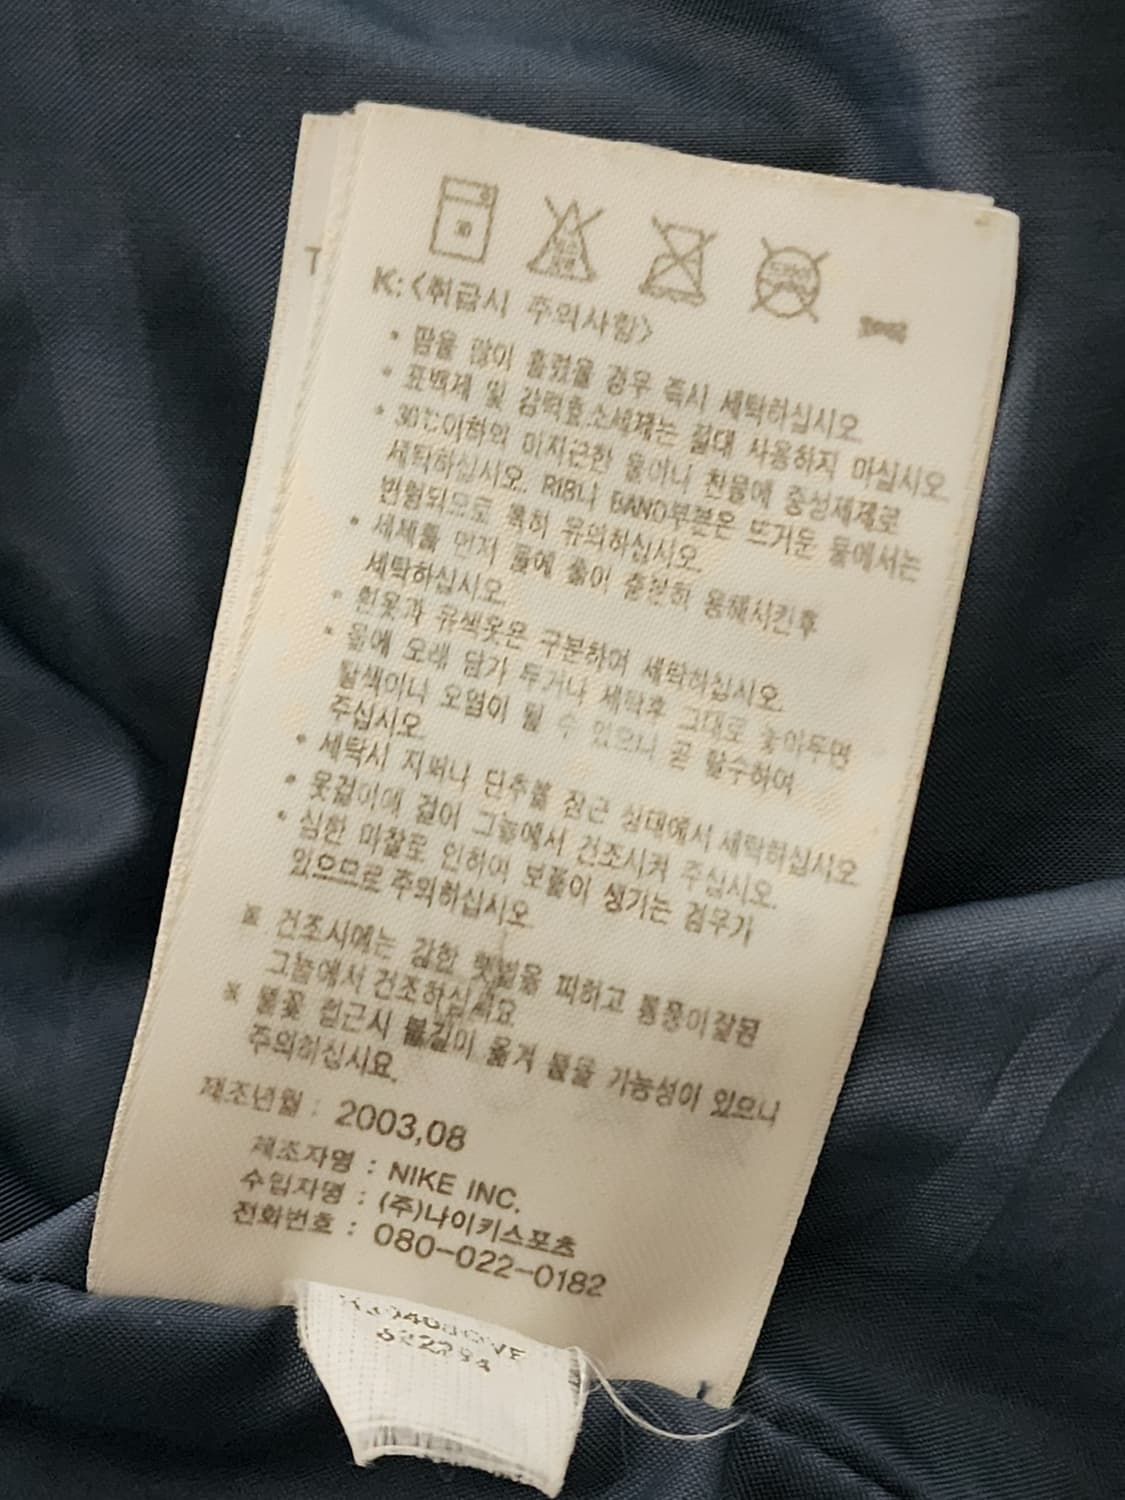 30
K: <취급시 주의사항>
• 땀을 많이 흘렸을 경우 즉시 세탁하십시오.
• 표백제 및 강력효소세제는 절대 사용하지 마십시오.
• 30℃이하의 미지근한 물이나 찬물에 중성세제로
세탁하십시오. RIB나 BAND부분은 뜨거운 물에서는
변형되므로 특히 유의하십시오.
• 세제를 먼저 물에 풀어 충분히 용해시킨후
세탁하십시오.
• 흰옷과 유색옷은 구분하여 세탁하십시오.
• 물에 오래 담가 두거나 세탁후 그대로 놓아두면
탈색이나 오염이 될 수 있으니 곧 탈수하여
주십시오.
• 세탁시 지퍼나 단추를 잠근 상태에서 세탁하십시오.
• 옷걸이에 걸어 그늘에서 건조시켜 주십시오.
• 심한 마찰로 인하여 보풀이 생기는 경우가
있으므로 주의하십시오.
※ 건조시에는 강한 햇볕을 피하고 통풍이잘된
그늘에서 건조하십시요
※ 불꽃 접근시 불길이 옮겨 붙을 가능성이 있으니
주의하십시요.
제조년월 : 2003,08
제조자명 : NIKE INC.
수입자명 : (주)나이키스포츠
전화번호 : 080-022-0182